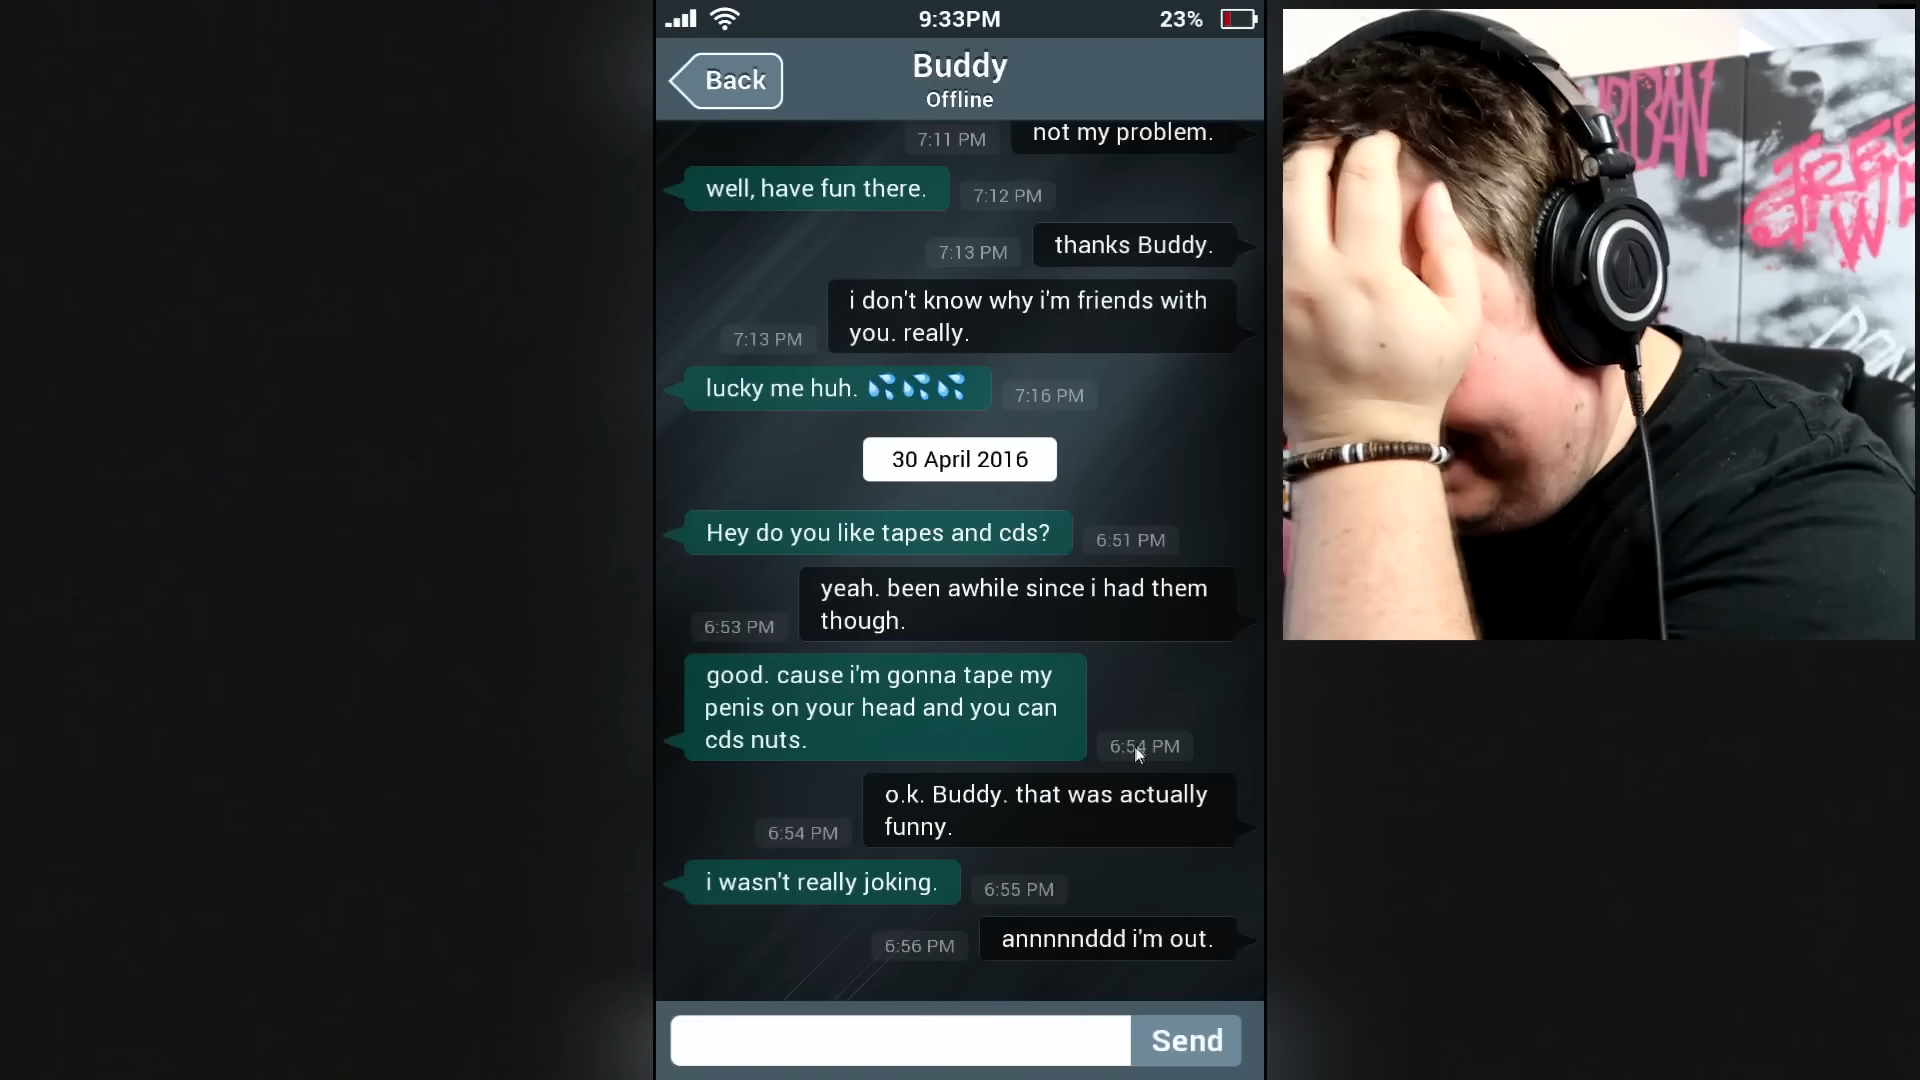 9:33PM
23%
Back
Buddy
Offline
not my problem.
7:11 PM
well, have fun there.
7:12 PM
thanks Buddy.
7:13 PM
i don't know why i'm friends with
you. really.
7:13 PM
lucky me huh. 💦💦💦
7:16 PM
30 April 2016
Hey do you like tapes and cds?
6:51 PM
yeah. been awhile since i had them
though.
6:53 PM
good. cause i'm gonna tape my
penis on your head and you can
cds nuts.
6:54 PM
o.k. Buddy. that was actually
funny.
6:54 PM
i wasn't really joking.
6:55 PM
annnnnddd i'm out.
6:56 PM
Send